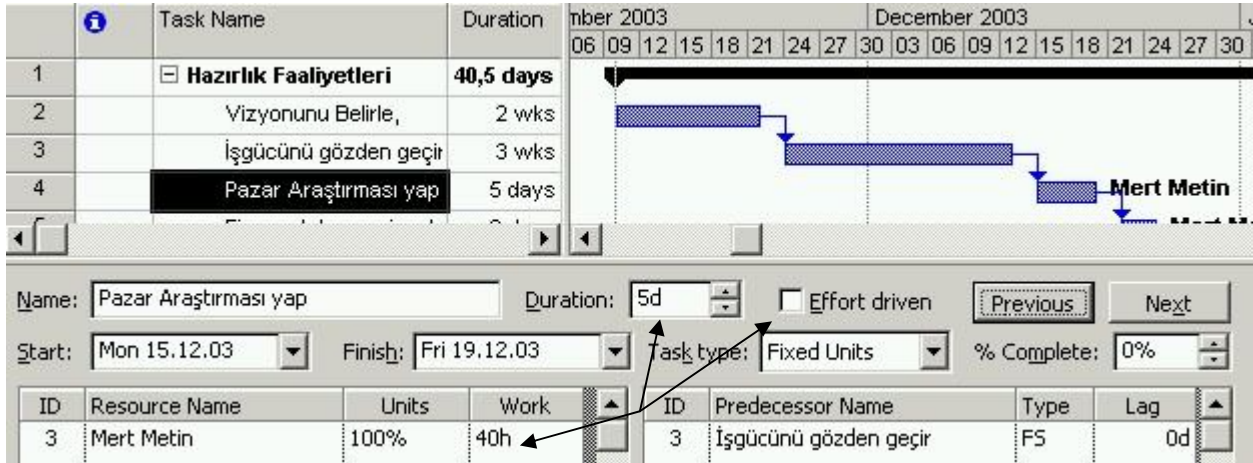 Task Name Duration mber 2003 December 2003
06 09 12 15 18 21 24 27 30 03 06 09 12 15 18 21 24 27 30
1 Hazırlık Faaliyetleri 40,5 days
2 Vizyonunu Belirle, 2 wks
3 İşgücünü gözden geçir 3 wks
4 Pazar Araştırması yap 5 days Mert Metin
Name: Pazar Araştırması yap Duration: 5d Effort driven Previous Next
Start: Mon 15.12.03 Finish: Fri 19.12.03 Task type: Fixed Units % Complete: 0%
ID Resource Name Units Work ID Predecessor Name Type Lag
3 Mert Metin 100% 40h 3 İşgücünü gözden geçir FS 0d